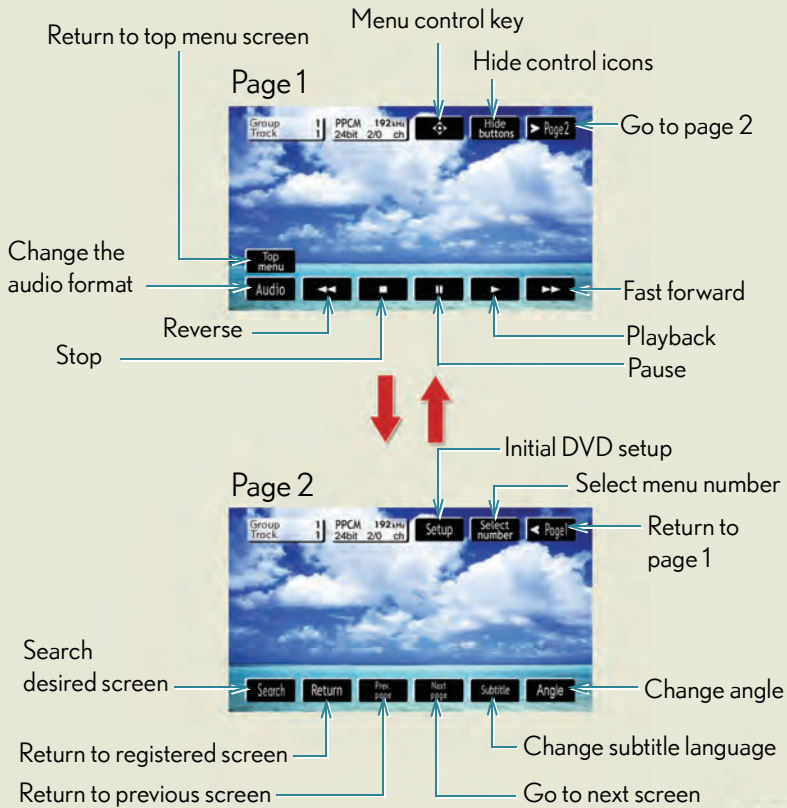 Menu control key
Return to top menu screen
Hide control icons
Page 1
Group 1
Track 1
PPCM 192kHz
24bit 2/0 ch
Hide
buttons
Page2
Go to page 2
Change the
audio format
Top
menu
Audio
Fast forward
Reverse
Playback
Stop
Pause
Initial DVD setup
Page 2
Select menu number
Group 1
Track 1
PPCM 192kHz
24bit 2/0 ch
Setup
Select
number
Page1
Return to
page 1
Search
desired screen
Search
Return
Prev.
page
Next
page
Subtitle
Angle
Change angle
Return to registered screen
Change subtitle language
Return to previous screen
Go to next screen